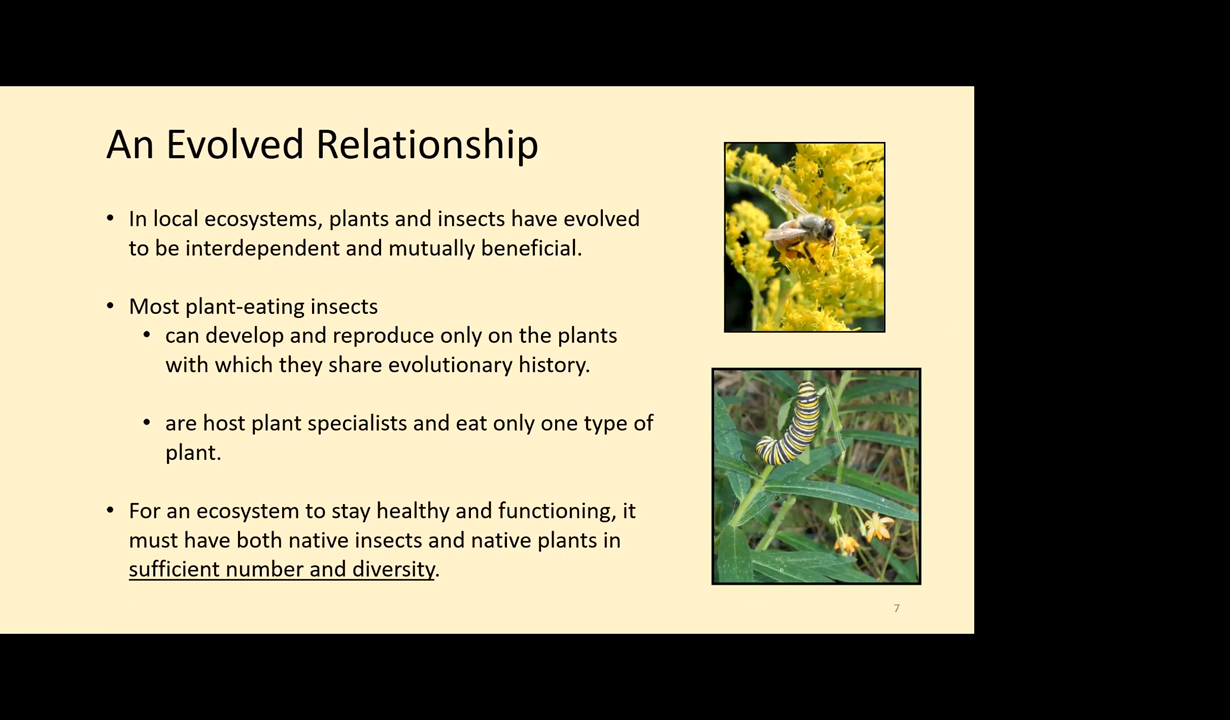 An Evolved Relationship
• In local ecosystems, plants and insects have evolved
to be interdependent and mutually beneficial.
• Most plant-eating insects
• can develop and reproduce only on the plants
with which they share evolutionary history.
• are host plant specialists and eat only one type of
plant.
• For an ecosystem to stay healthy and functioning, it
must have both native insects and native plants in
sufficient number and diversity.
7